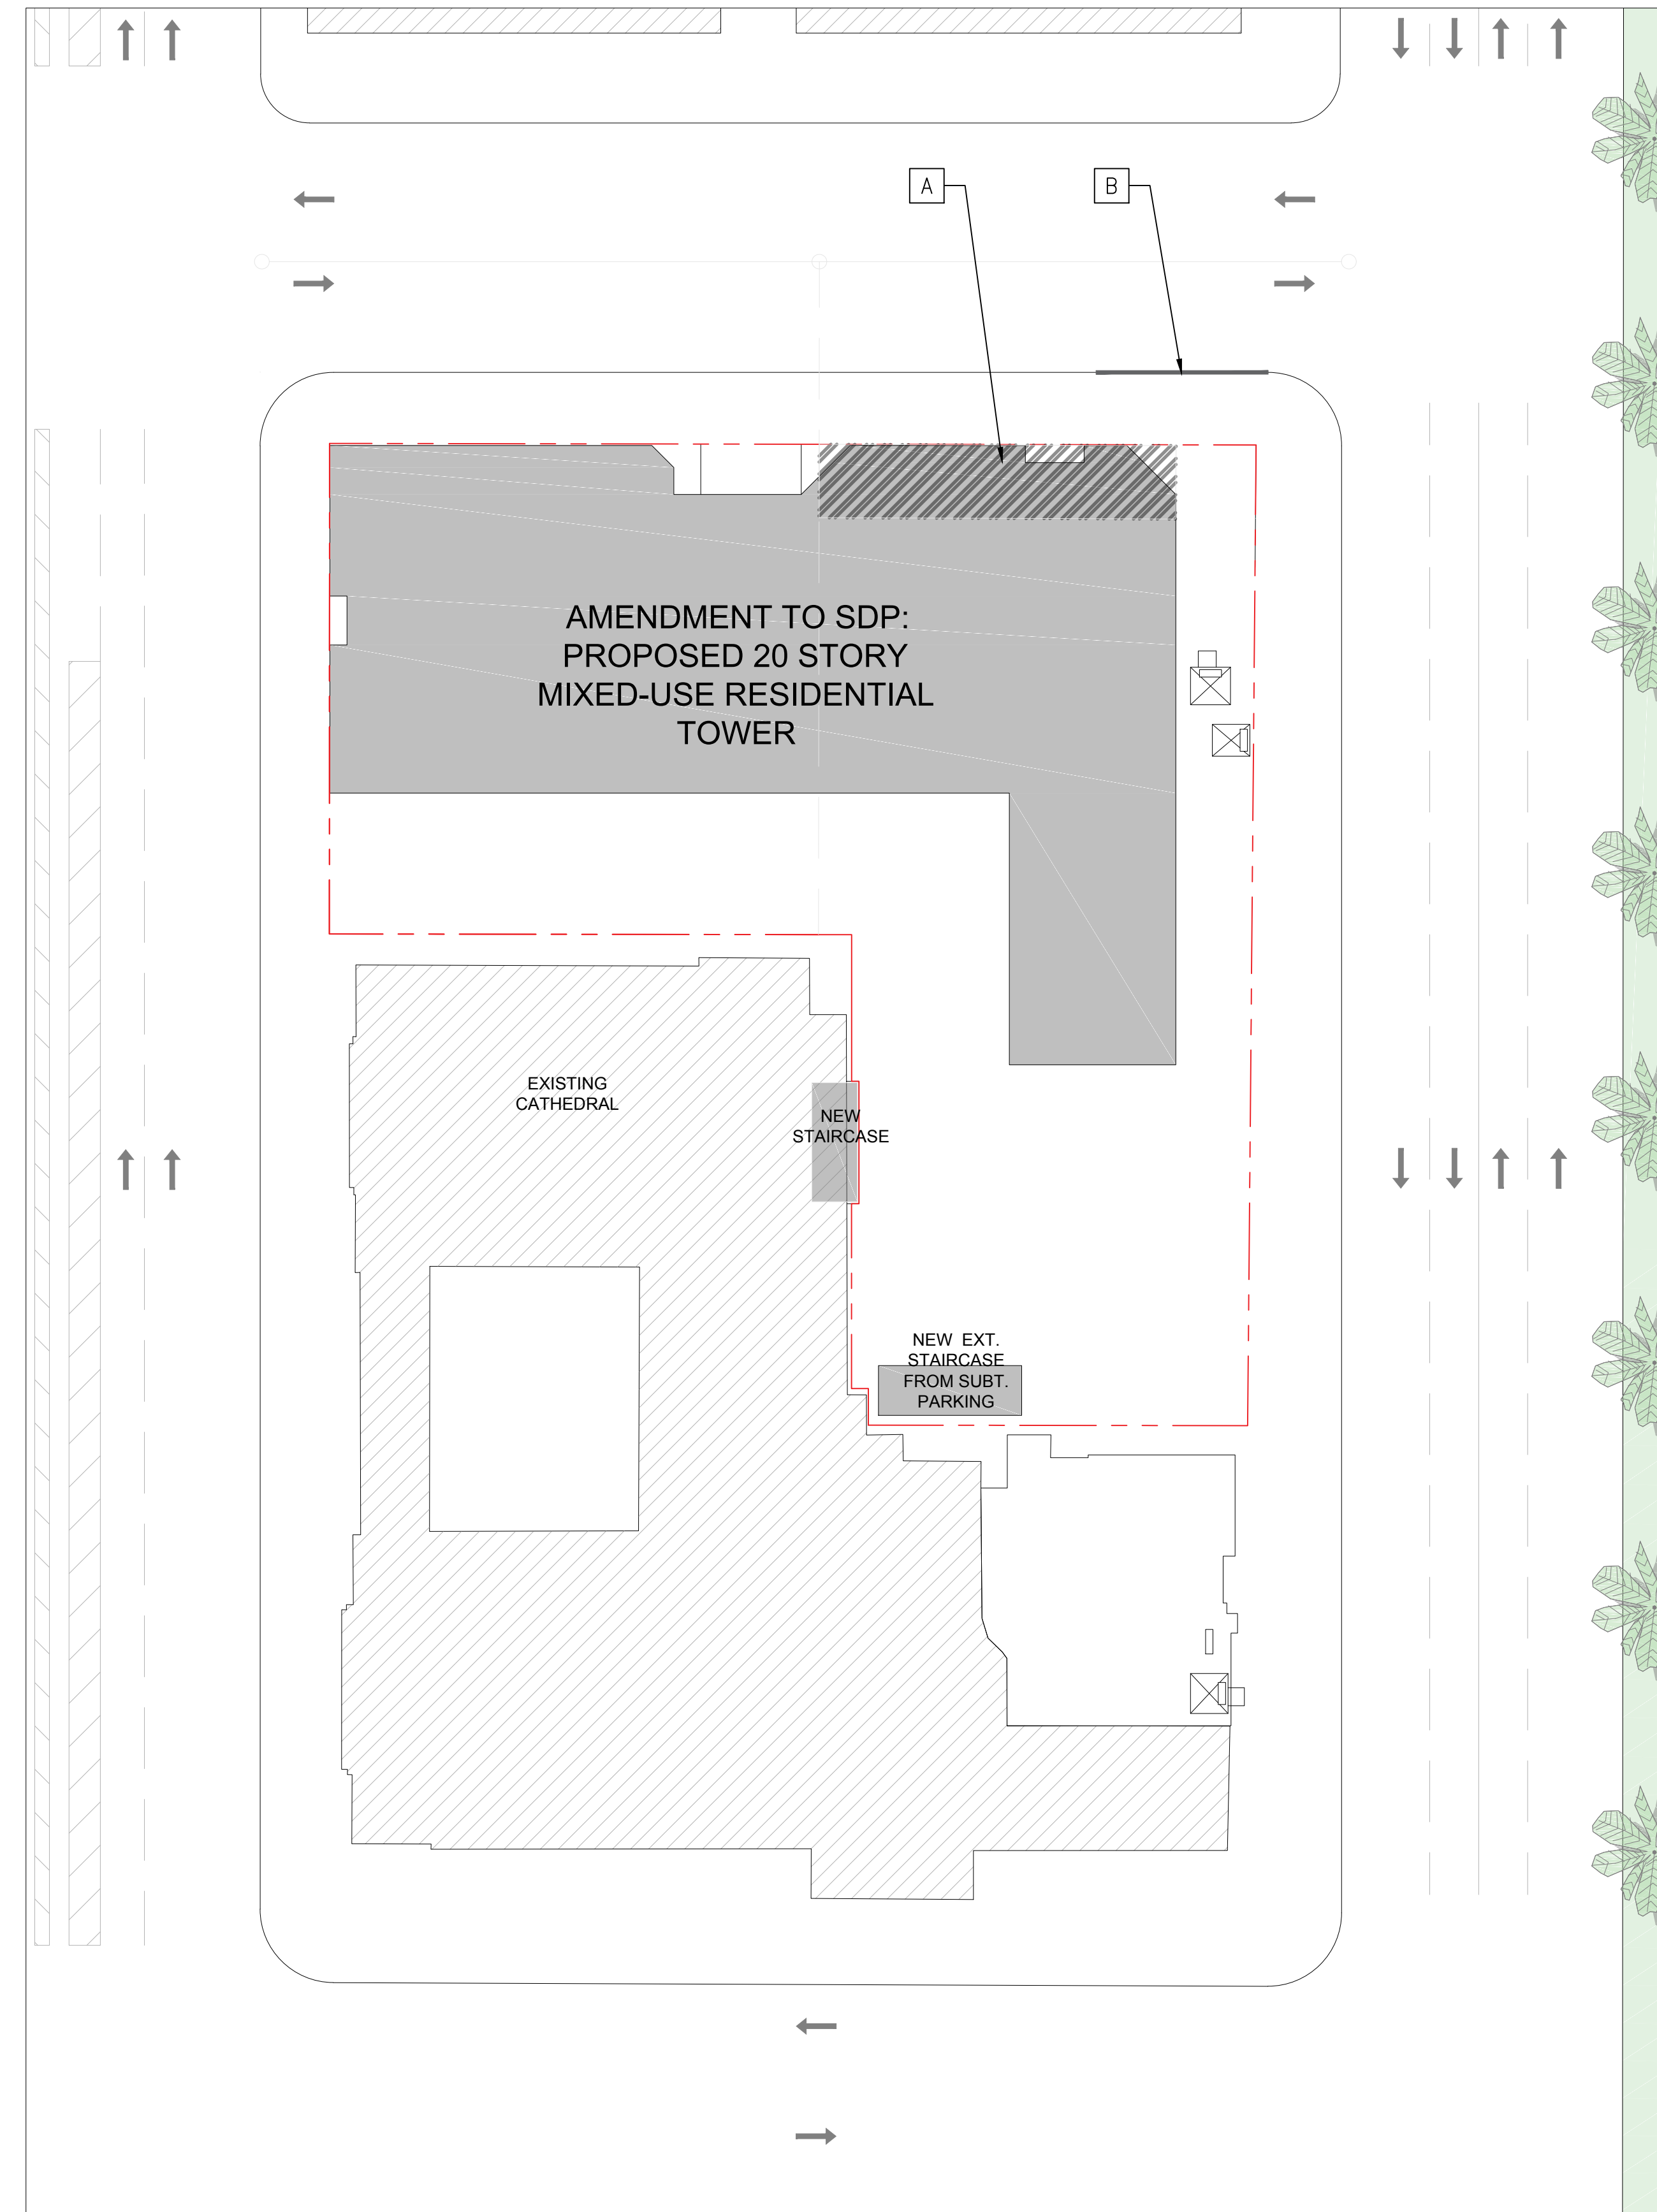 A
B
AMENDMENT TO SDP:
PROPOSED 20 STORY
MIXED-USE RESIDENTIAL
TOWER
EXISTING
CATHEDRAL
NEW
STAIRCASE
NEW EXT.
STAIRCASE
FROM SUBT.
PARKING